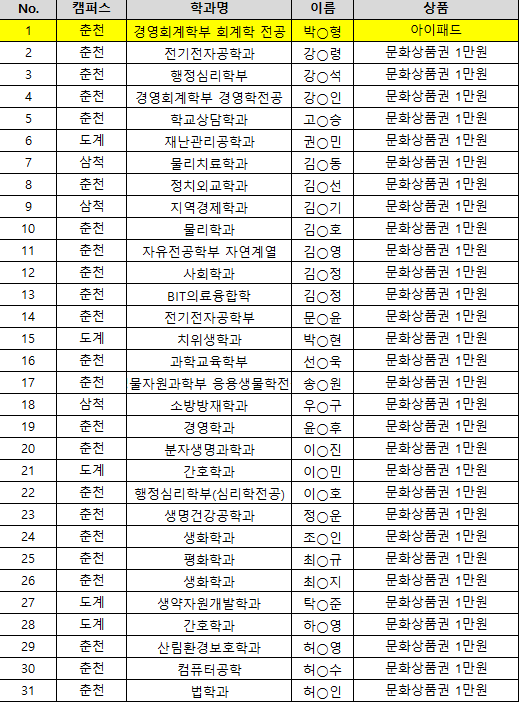 No. 캠퍼스 학과명 이름 상품
1 춘천 경영회계학부 회계학 전공 박○형 아이패드
2 춘천 전기전자공학과 강○령 문화상품권 1만원
3 춘천 행정심리학부 강○석 문화상품권 1만원
4 춘천 경영회계학부 경영학전공 강○인 문화상품권 1만원
5 춘천 학교상담학과 고○승 문화상품권 1만원
6 도계 재난관리공학과 권○민 문화상품권 1만원
7 삼척 물리치료학과 김○동 문화상품권 1만원
8 춘천 정치외교학과 김○선 문화상품권 1만원
9 삼척 지역경제학과 김○기 문화상품권 1만원
10 춘천 물리학과 김○호 문화상품권 1만원
11 춘천 자유전공학부 자연계열 김○영 문화상품권 1만원
12 춘천 사회학과 김○정 문화상품권 1만원
13 춘천 BIT의료융합학 김○정 문화상품권 1만원
14 춘천 전기전자공학부 문○윤 문화상품권 1만원
15 도계 치위생학과 박○현 문화상품권 1만원
16 춘천 과학교육학부 선○욱 문화상품권 1만원
17 춘천 물자원과학부 응용생물학전 송○원 문화상품권 1만원
18 삼척 소방방재학과 우○구 문화상품권 1만원
19 춘천 경영학과 윤○후 문화상품권 1만원
20 춘천 분자생명과학과 이○진 문화상품권 1만원
21 도계 간호학과 이○민 문화상품권 1만원
22 춘천 행정심리학부(심리학전공) 이○호 문화상품권 1만원
23 춘천 생명건강공학과 정○운 문화상품권 1만원
24 춘천 생화학과 조○인 문화상품권 1만원
25 춘천 평화학과 최○규 문화상품권 1만원
26 춘천 생화학과 최○지 문화상품권 1만원
27 도계 생약자원개발학과 탁○준 문화상품권 1만원
28 도계 간호학과 하○영 문화상품권 1만원
29 춘천 산림환경보호학과 허○영 문화상품권 1만원
30 춘천 컴퓨터공학 허○수 문화상품권 1만원
31 춘천 법학과 허○인 문화상품권 1만원